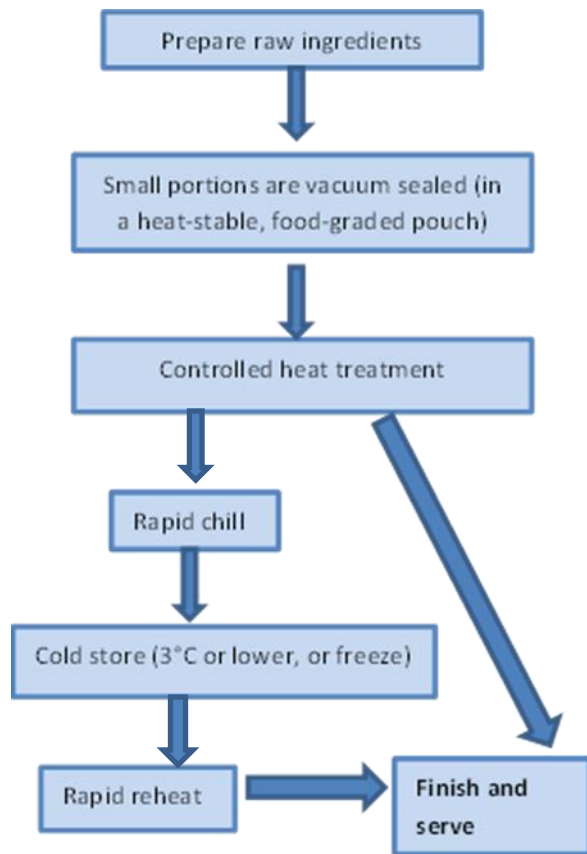 Prepare raw ingredients
Small portions are vacuum sealed (in
a heat-stable, food-graded pouch)
Controlled heat treatment
Rapid chill
Cold store (3°C or lower, or freeze)
Rapid reheat
Finish and
serve